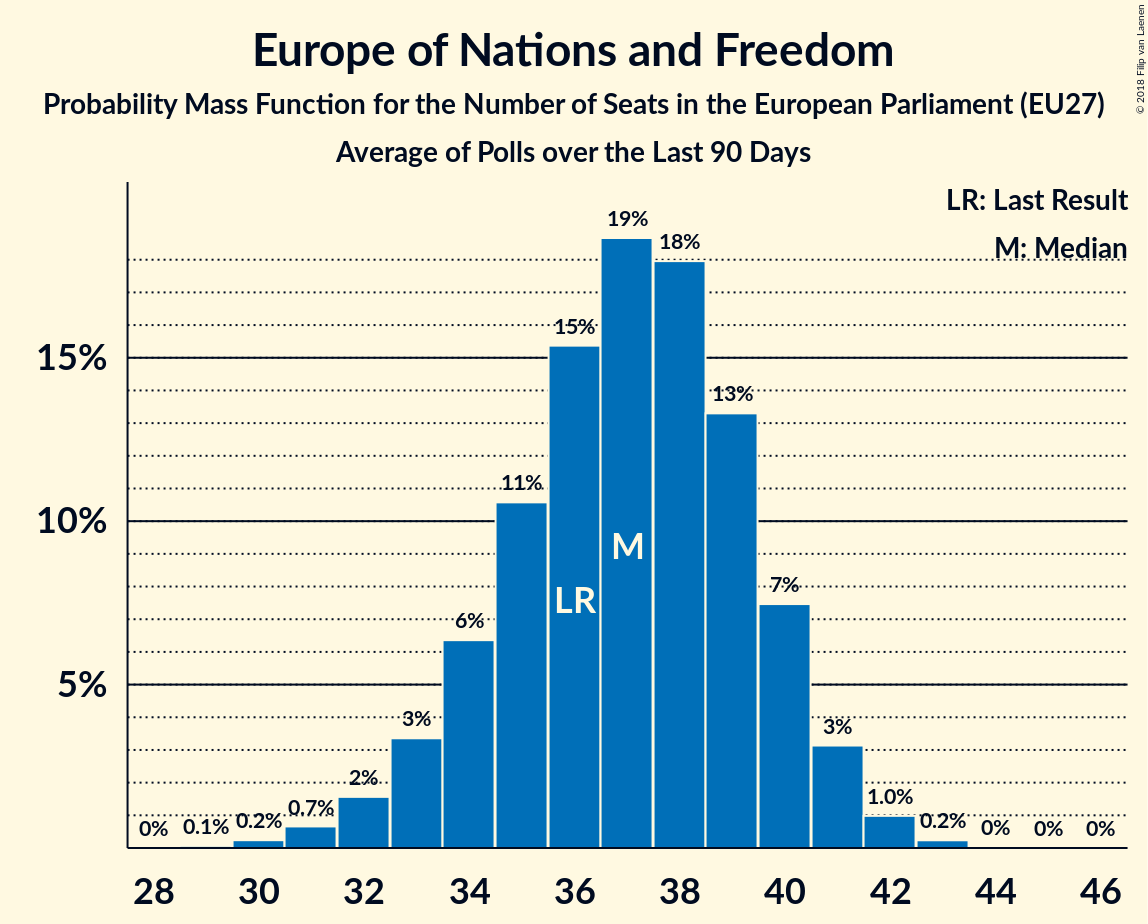 Europe of Nations and Freedom
Probability Mass Function for the Number of Seats in the European Parliament (EU27)
Average of Polls over the Last 90 Days
© 2018 Filip van Laenen
LR: Last Result
M: Median
19%
18%
15%
15%
13%
11%
10%
M
LR
7%
6%
5%
3%
3%
2%
1.0%
0.7%
0%
0.1%
0.2%
0.2%
0%
0%
0%
28 30 32 34 36 38 40 42 44 46